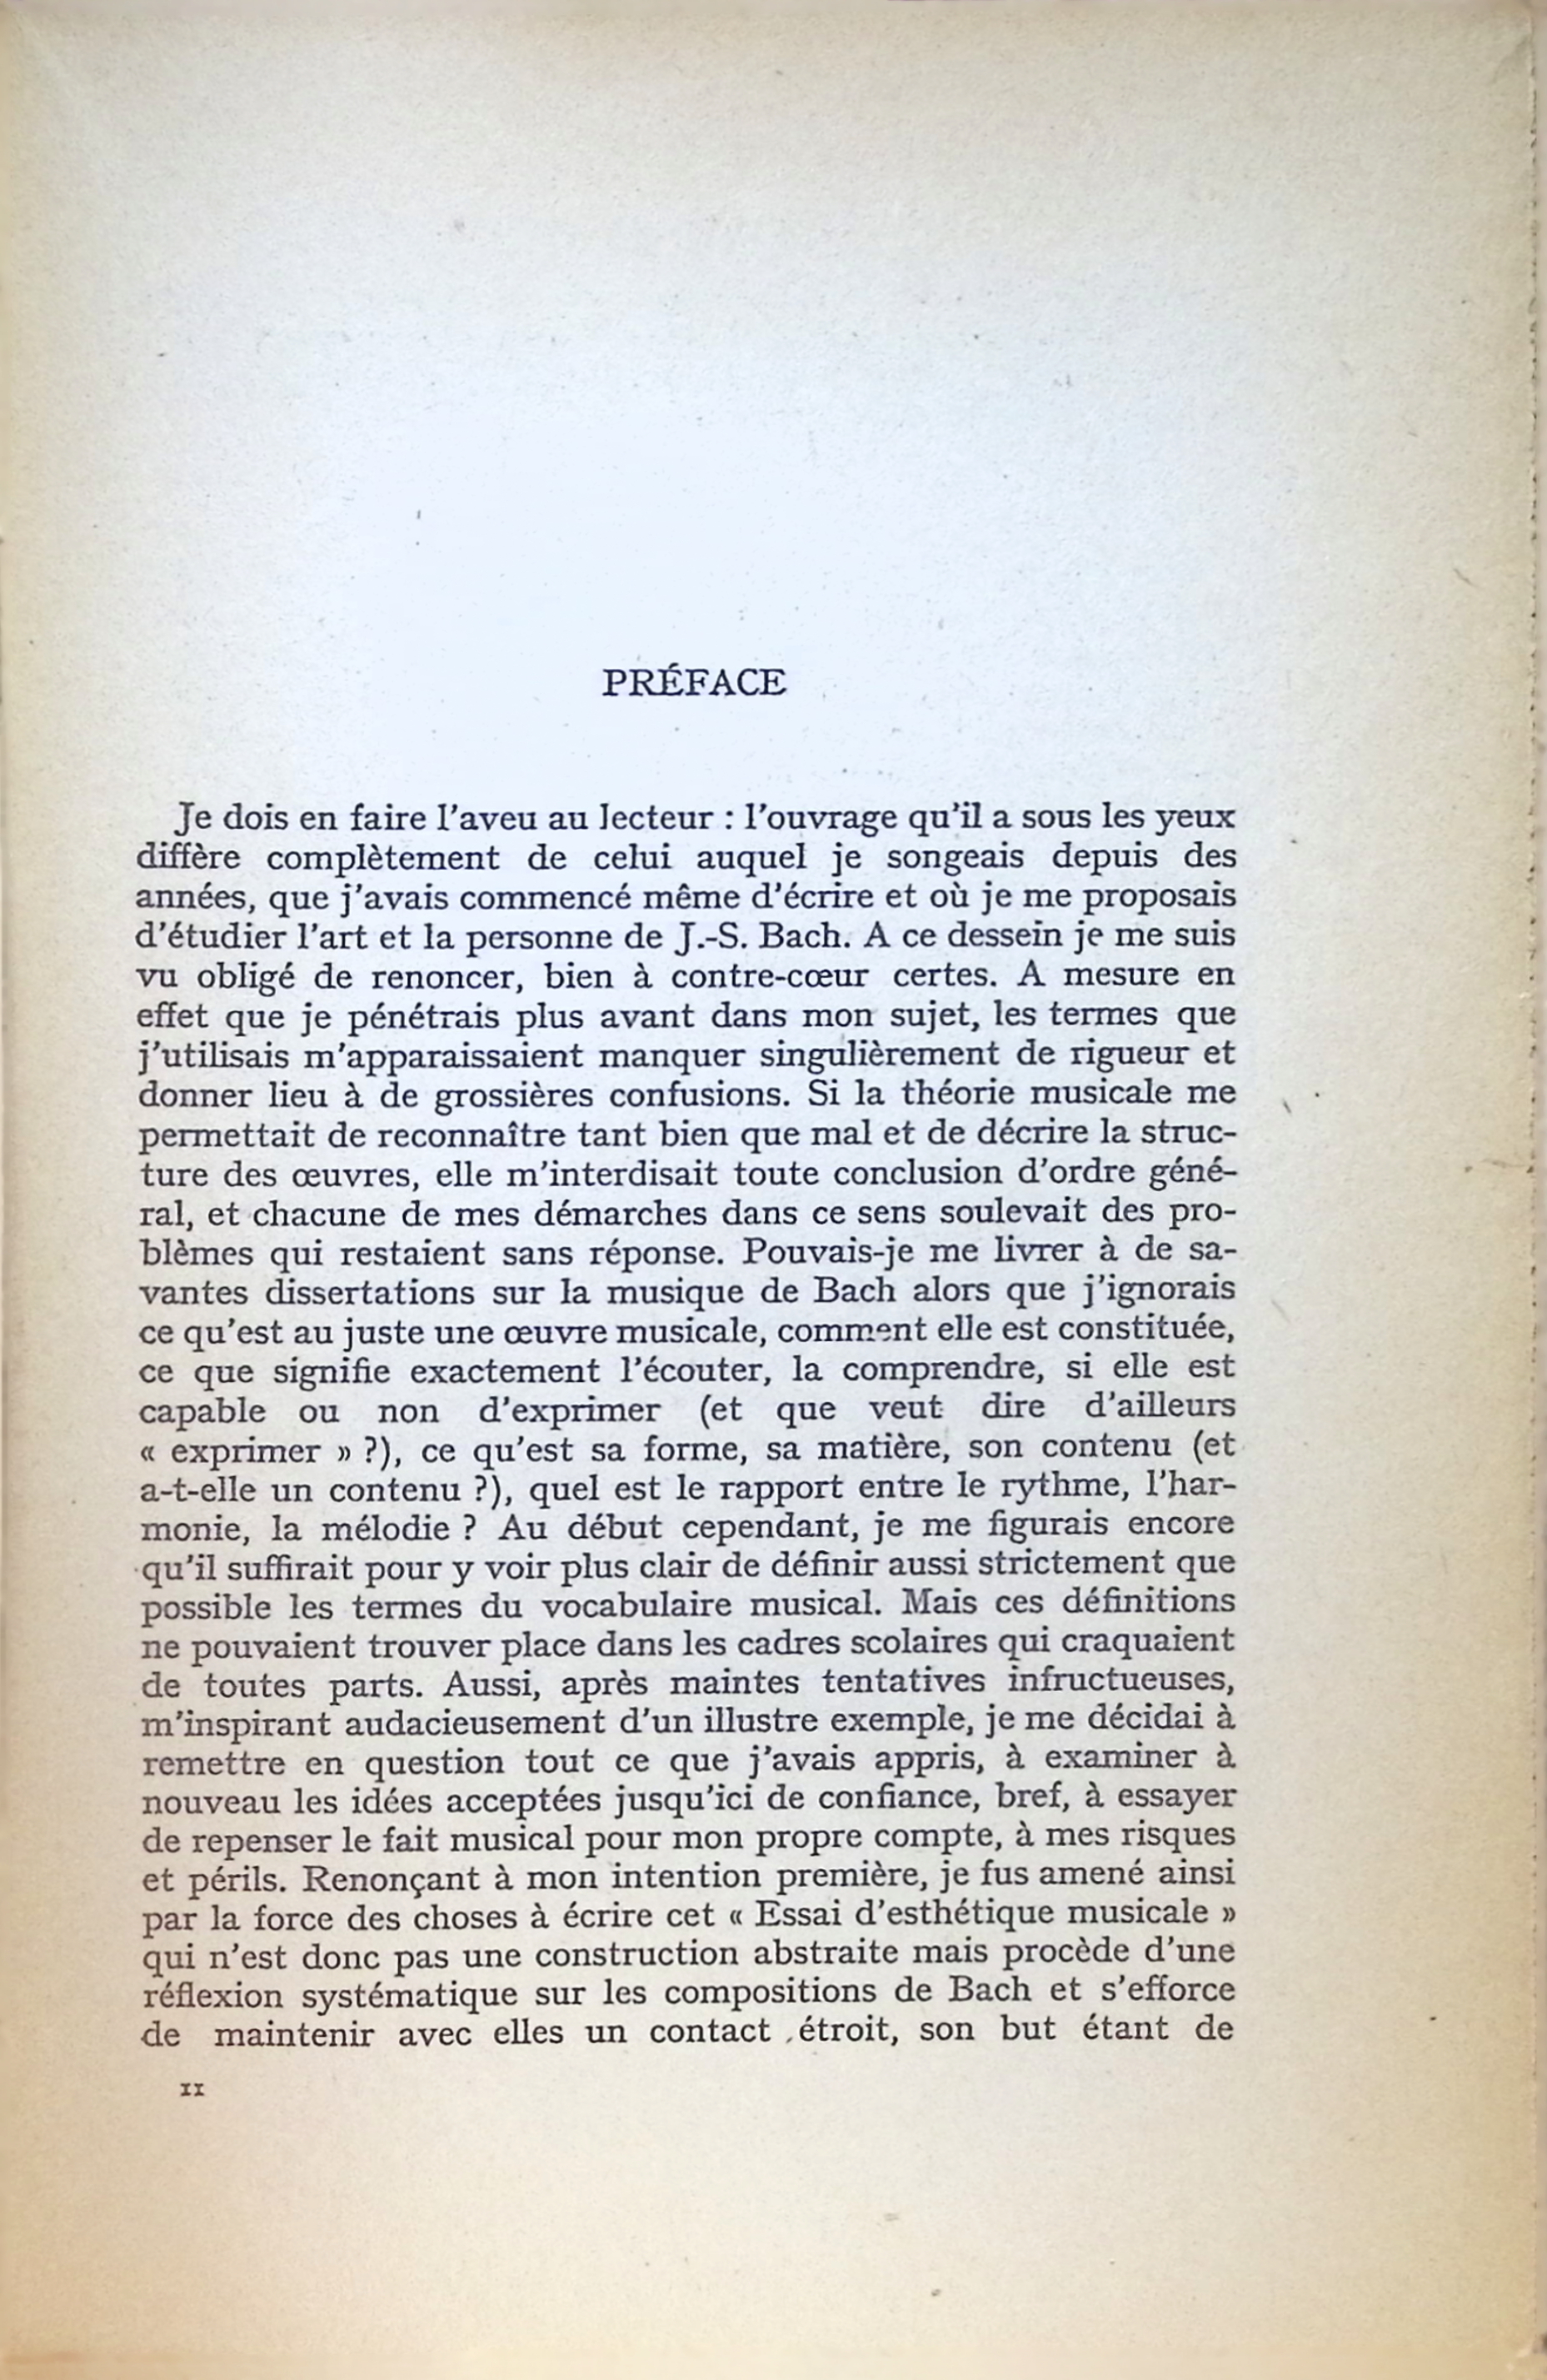 PRÉFACE
Je dois en faire l'aveu au lecteur : l'ouvrage qu'il a sous les yeux
diffère complètement de celui auquel je songeais depuis des
années, que j'avais commencé même d'écrire et où je me proposais
d'étudier l'art et la personne de J.-S. Bach. A ce dessein je me suis
vu obligé de renoncer, bien à contre-cœur certes. A mesure en
effet que je pénétrais plus avant dans mon sujet, les termes que
j'utilisais m'apparaissaient manquer singulièrement de rigueur et
donner lieu à de grossières confusions. Si la théorie musicale me
permettait de reconnaître tant bien que mal et de décrire la struc-
ture des œuvres, elle m'interdisait toute conclusion d'ordre géné-
ral, et chacune de mes démarches dans ce sens soulevait des pro-
blèmes qui restaient sans réponse. Pouvais-je me livrer à de sa-
vantes dissertations sur la musique de Bach alors que j'ignorais
ce qu'est au juste une œuvre musicale, comment elle est constituée,
ce que signifie exactement l'écouter, la comprendre, si elle est
capable ou non d'exprimer (et que veut dire d'ailleurs
« exprimer » ?), ce qu'est sa forme, sa matière, son contenu (et
a-t-elle un contenu ?), quel est le rapport entre le rythme, l'har-
monie, la mélodie ? Au début cependant, je me figurais encore
qu'il suffirait pour y voir plus clair de définir aussi strictement que
possible les termes du vocabulaire musical. Mais ces définitions
ne pouvaient trouver place dans les cadres scolaires qui craquaient
de toutes parts. Aussi, après maintes tentatives infructueuses,
m'inspirant audacieusement d'un illustre exemple, je me décidai à
remettre en question tout ce que j'avais appris, à examiner à
nouveau les idées acceptées jusqu'ici de confiance, bref, à essayer
de repenser le fait musical pour mon propre compte, à mes risques
et périls. Renonçant à mon intention première, je fus amené ainsi
par la force des choses à écrire cet « Essai d'esthétique musicale »
qui n'est donc pas une construction abstraite mais procède d'une
réflexion systématique sur les compositions de Bach et s'efforce
de maintenir avec elles un contact étroit, son but étant de
II